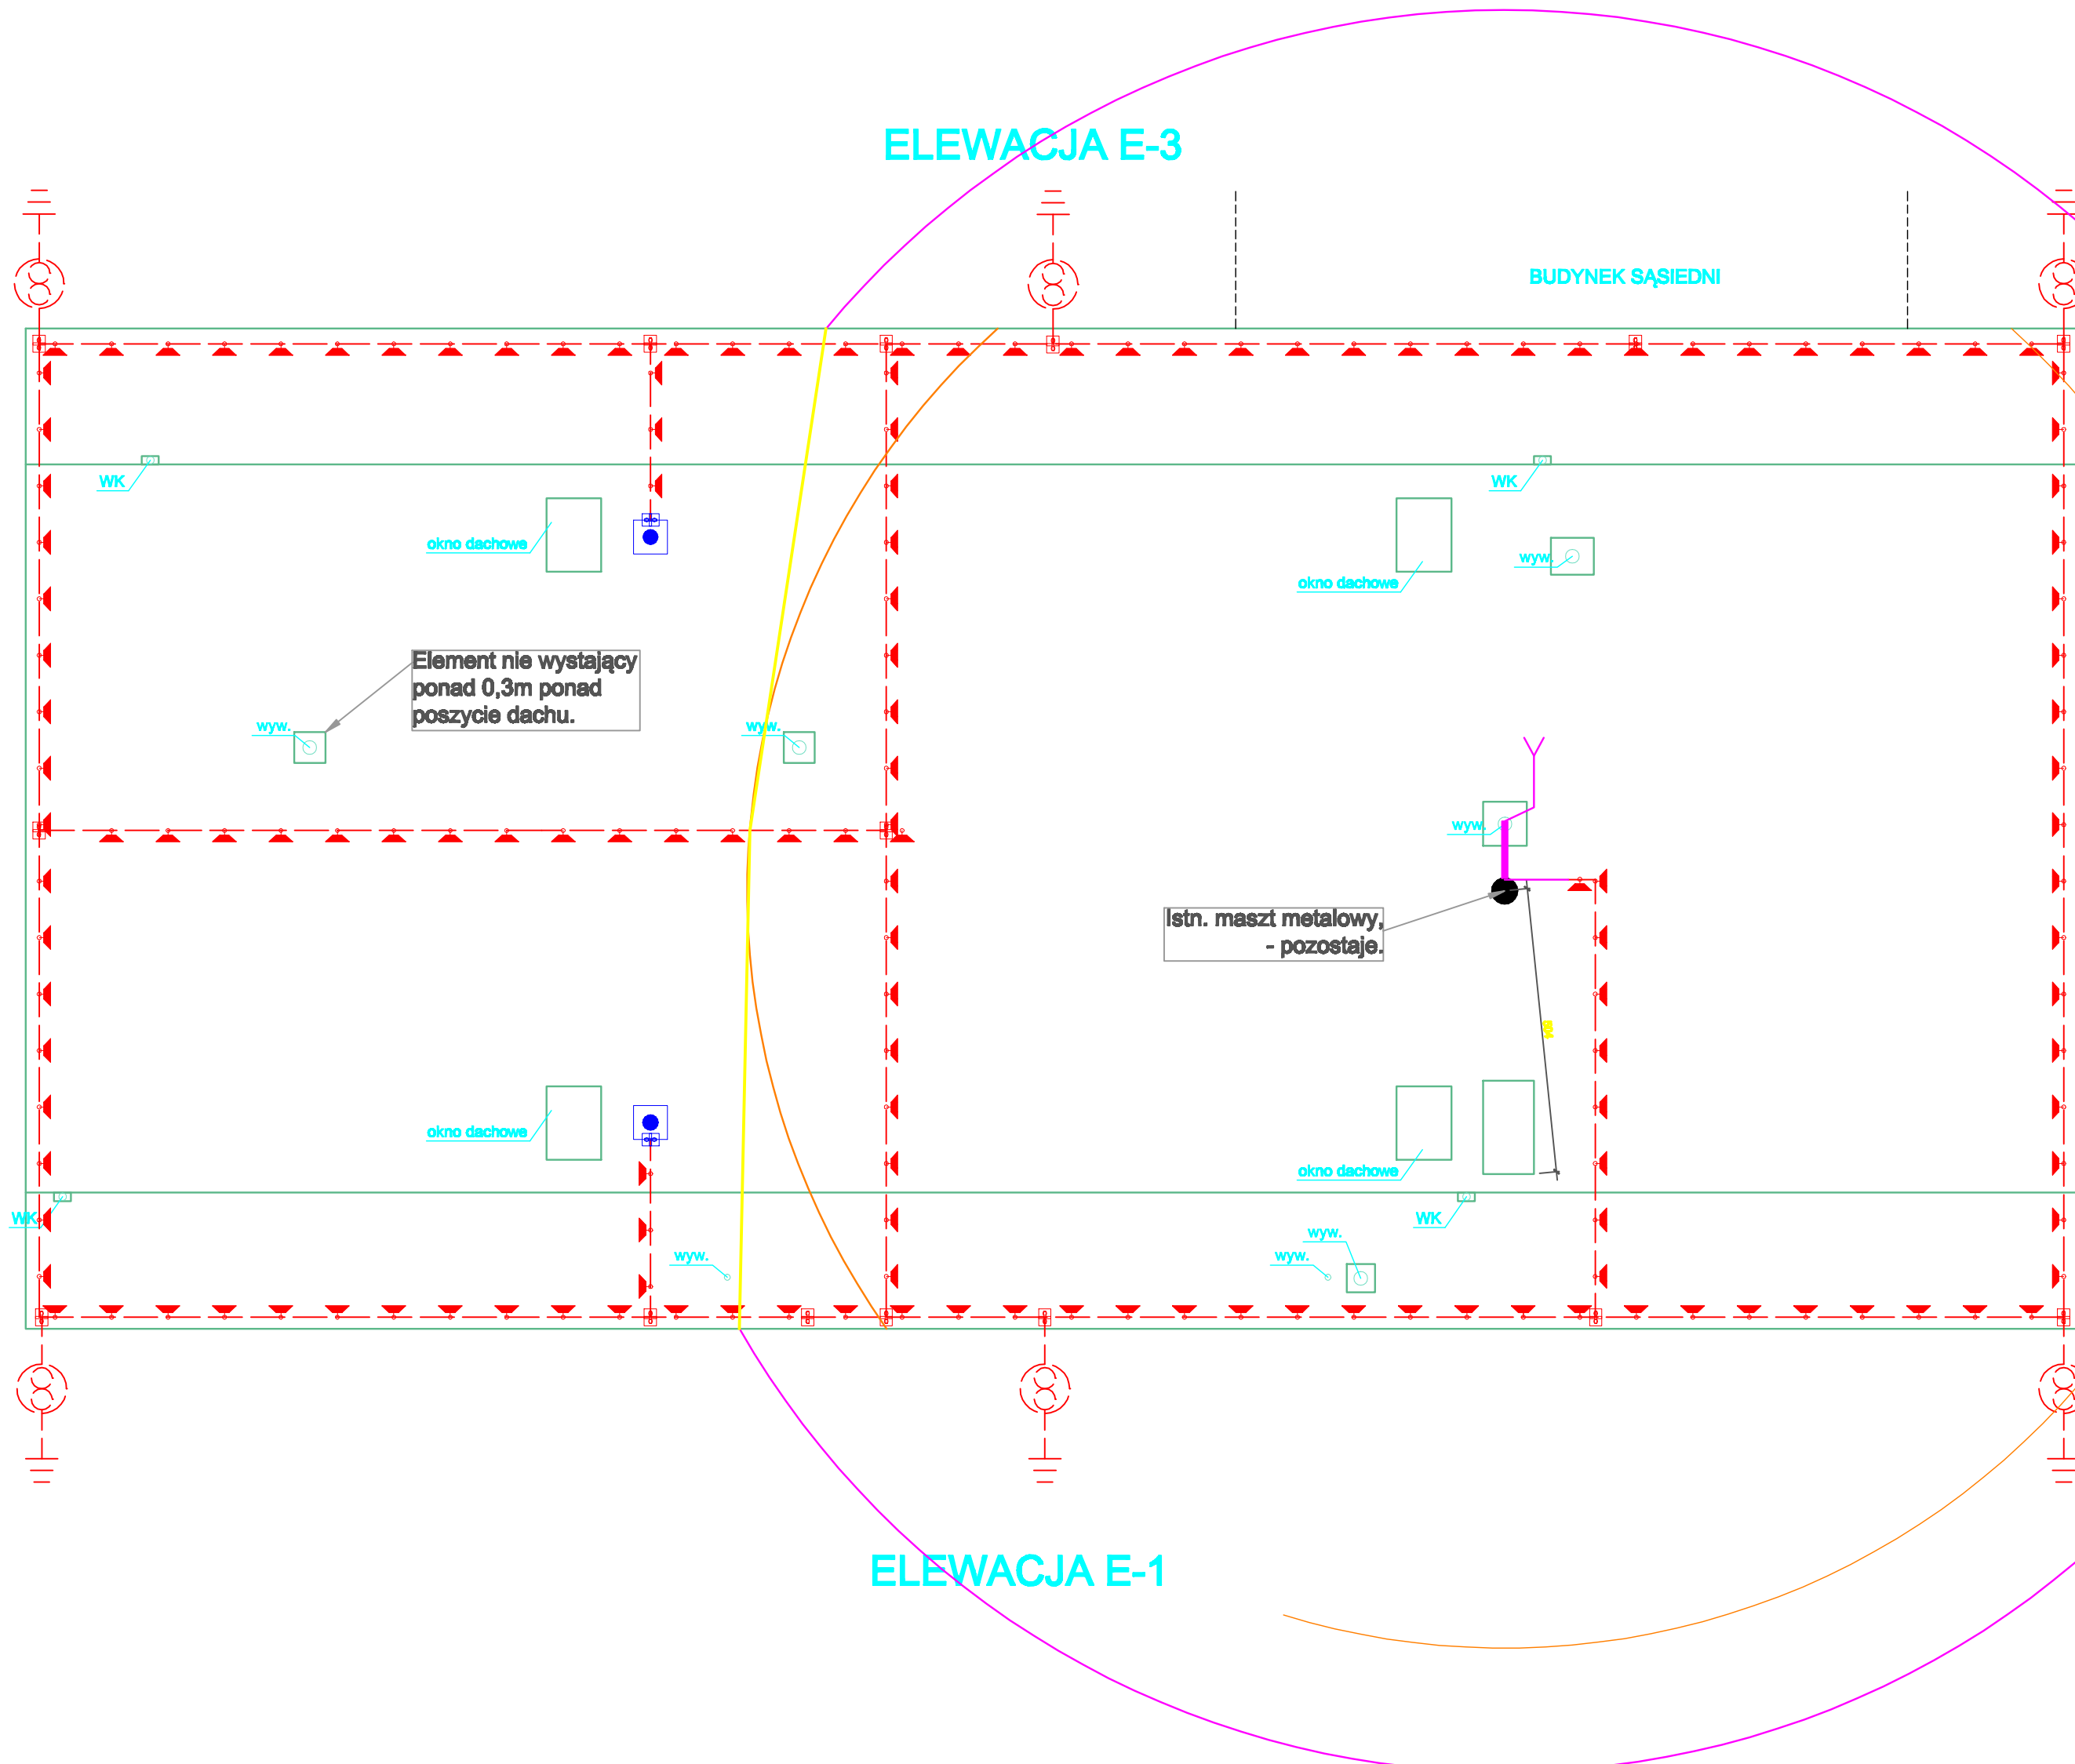 ELEWACJA E-3
BUDYNEK SĄSIEDNI
WK
WK
okno dachowe
wyw.
okno dachowe
Element nie wystający
ponad 0,3m ponad
poszycie dachu.
wyw.
wyw.
wyw.
Istn. maszt metalowy,
- pozostaje.
okno dachowe
okno dachowe
WK
WK
wyw.
wyw.
wyw.
ELEWACJA E-1